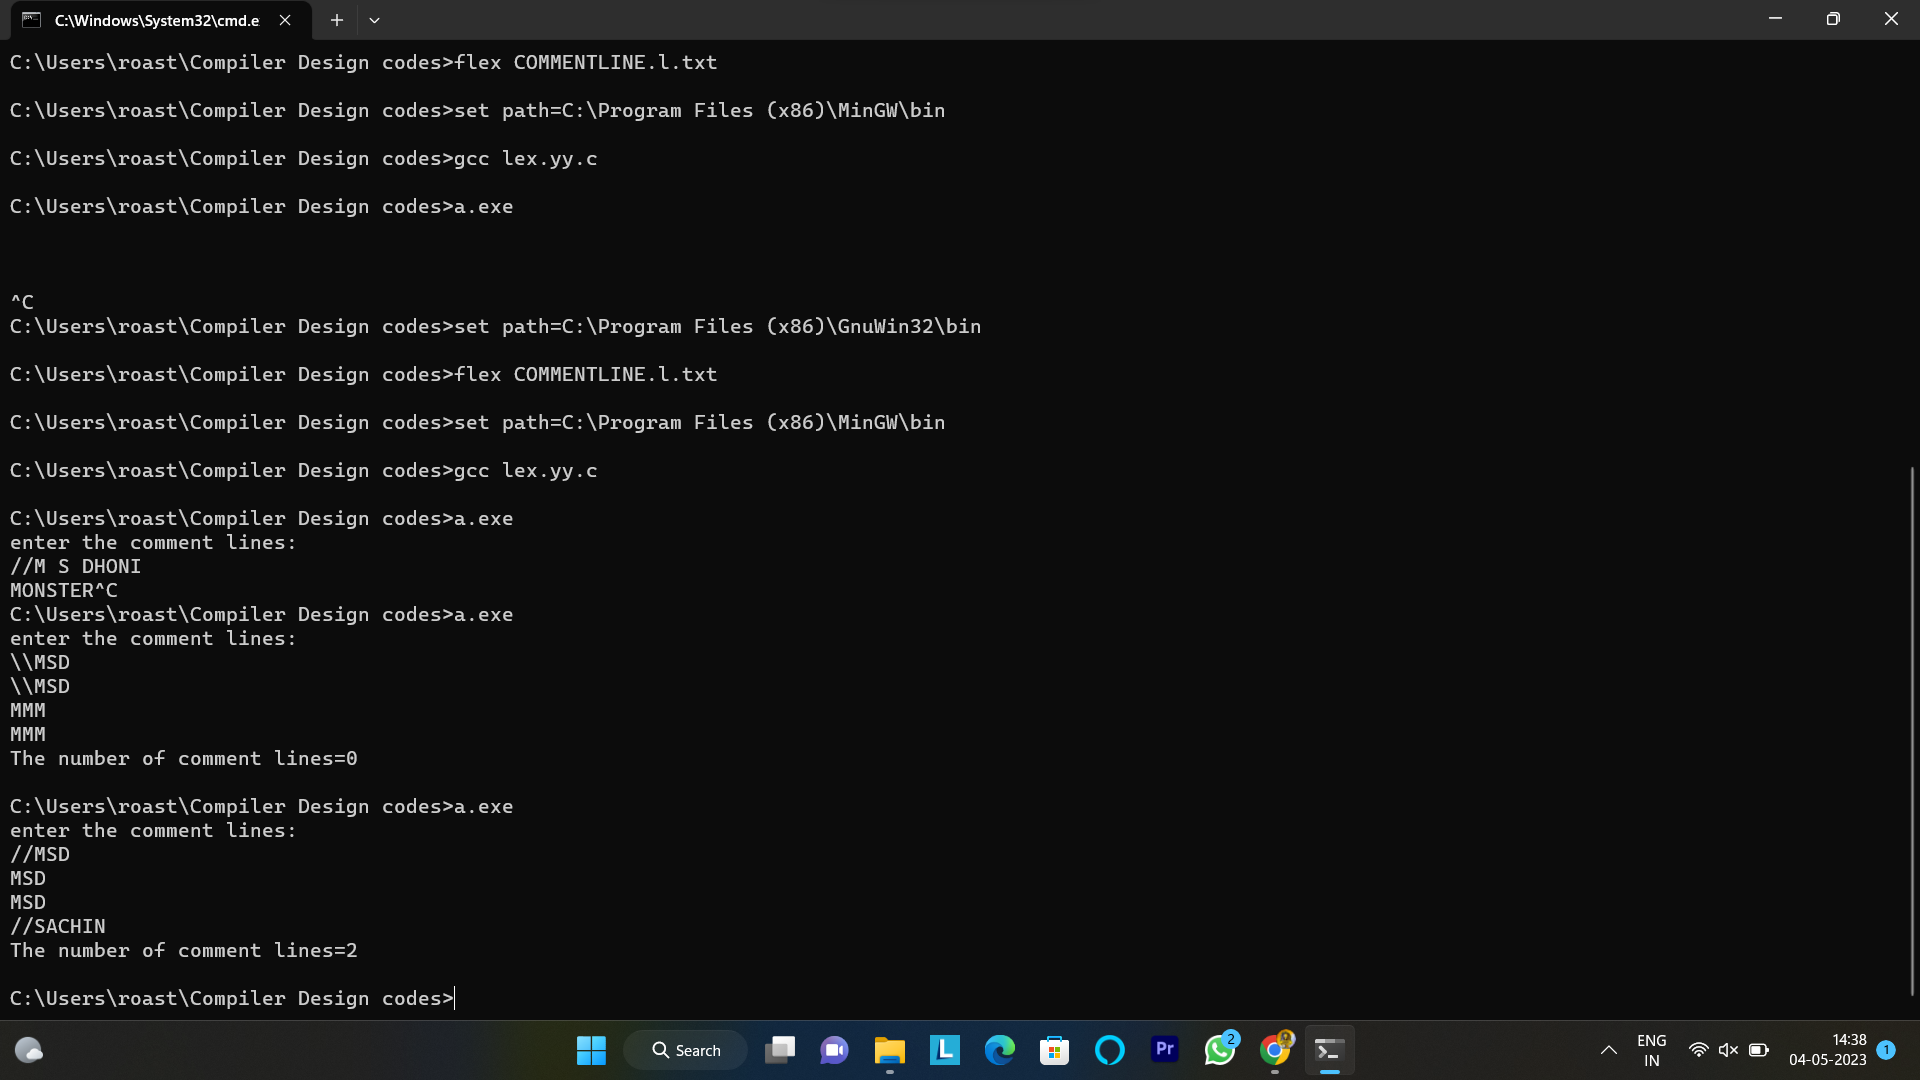 C:\Windows\System32\cmd.e
C:\Users\roast\Compiler Design codes>flex COMMENTLINE.l.txt
C:\Users\roast\Compiler Design codes>set path=C:\Program Files (x86)\MinGW\bin
C:\Users\roast\Compiler Design codes>gcc lex.yy.c
C:\Users\roast\Compiler Design codes>a.exe
^C
C:\Users\roast\Compiler Design codes>set path=C:\Program Files (x86)\GnuWin32\bin
C:\Users\roast\Compiler Design codes>flex COMMENTLINE.l.txt
C:\Users\roast\Compiler Design codes>set path=C:\Program Files (x86)\MinGW\bin
C:\Users\roast\Compiler Design codes>gcc lex.yy.c
C:\Users\roast\Compiler Design codes>a.exe
enter the comment lines:
//M S DHONI
MONSTER^C
C:\Users\roast\Compiler Design codes>a.exe
enter the comment lines:
\\MSD
\\MSD
MMM
MMM
The number of comment lines=0
C:\Users\roast\Compiler Design codes>a.exe
enter the comment lines:
//MSD
MSD
MSD
//SACHIN
The number of comment lines=2
C:\Users\roast\Compiler Design codes>
Search
L
Pr
2
ENG
IN
14:38
04-05-2023
1